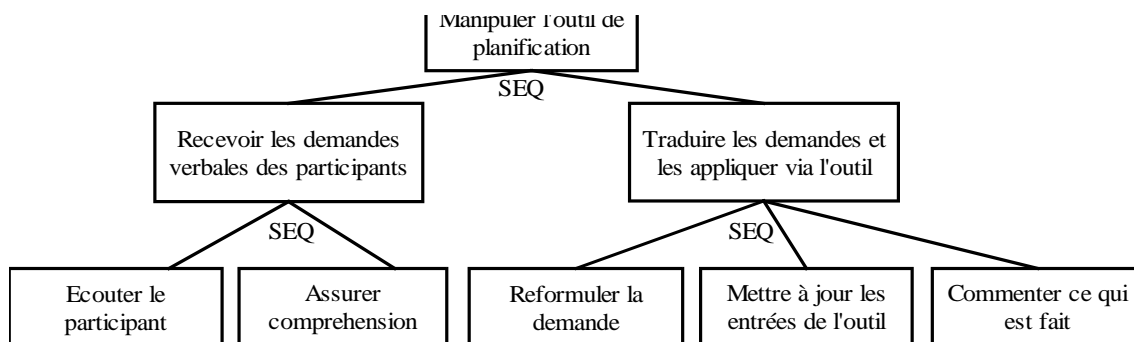 Manipuler l'outil de
planification
SEQ
Recevoir les demandes
verbales des participants
Traduire les demandes et
les appliquer via l'outil
SEQ
SEQ
Ecouter le
participant
Assurer
comprehension
Reformuler la
demande
Mettre à jour les
entrées de l'outil
Commenter ce qui
est fait